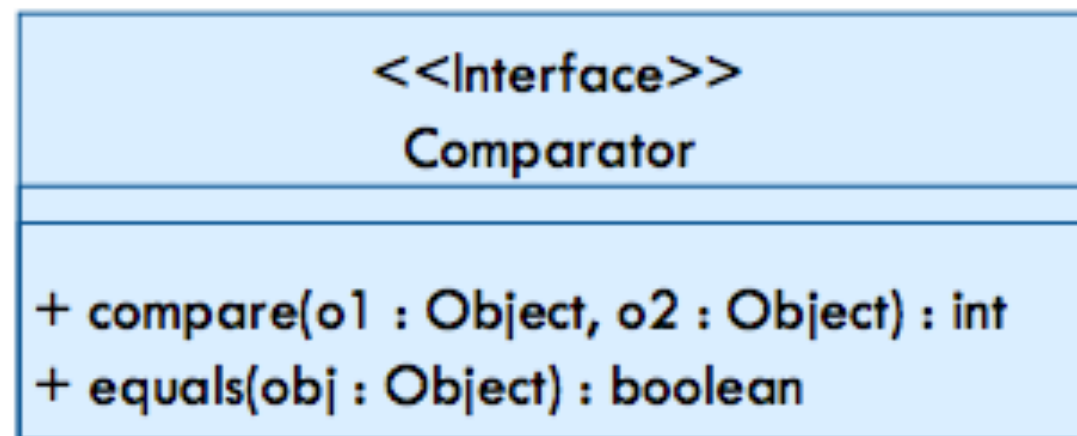 <<Interface>>
Comparator
+ compare(o1 : Object, o2 : Object) : int
+ equals(obj : Object) : boolean